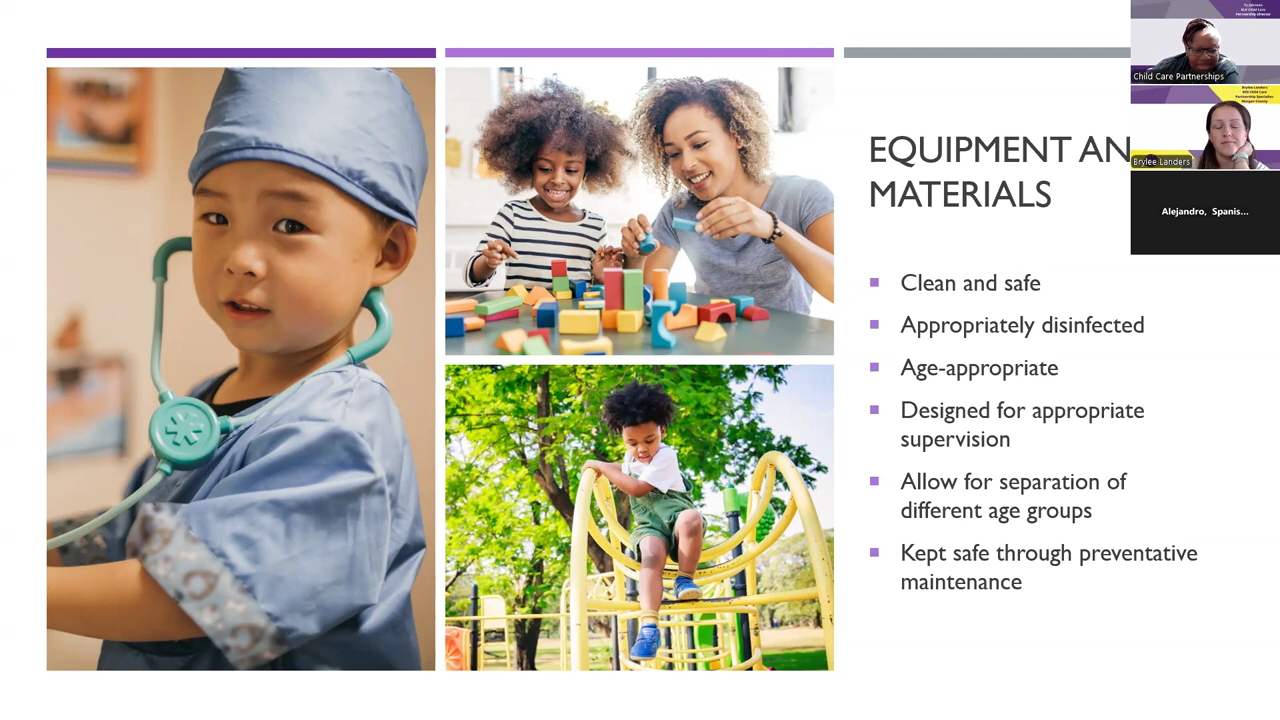 EQUIPMENT AN
MATERIALS
Clean and safe
Appropriately disinfected
Age-appropriate
Designed for appropriate
supervision
Allow for separation of
different age groups
Kept safe through preventative
maintenance
Child Care Partnerships
Brylee Landers
Alejandro, Spanis...